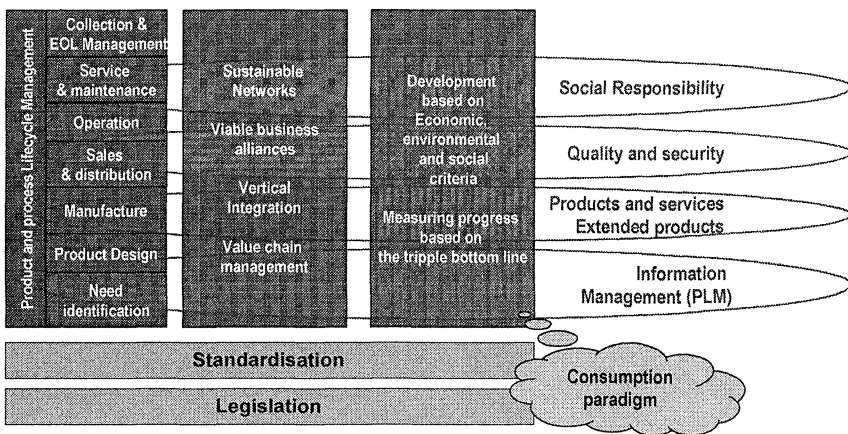 Product and process Lifecycle Management
Collection &
EOL Management
Service
& maintenance
Operation
Sales
& distribution
Manufacture
Product Design
Need
identification
Sustainable
Networks
Viable business
alliances
Vertical
Integration
Value chain
management
Development
based on
Economic,
environmental
and social
criteria
Measuring progress
based on
the tripple bottom line
Social Responsibility
Quality and security
Products and services
Extended products
Information
Management (PLM)
Standardisation
Legislation
Consumption
paradigm